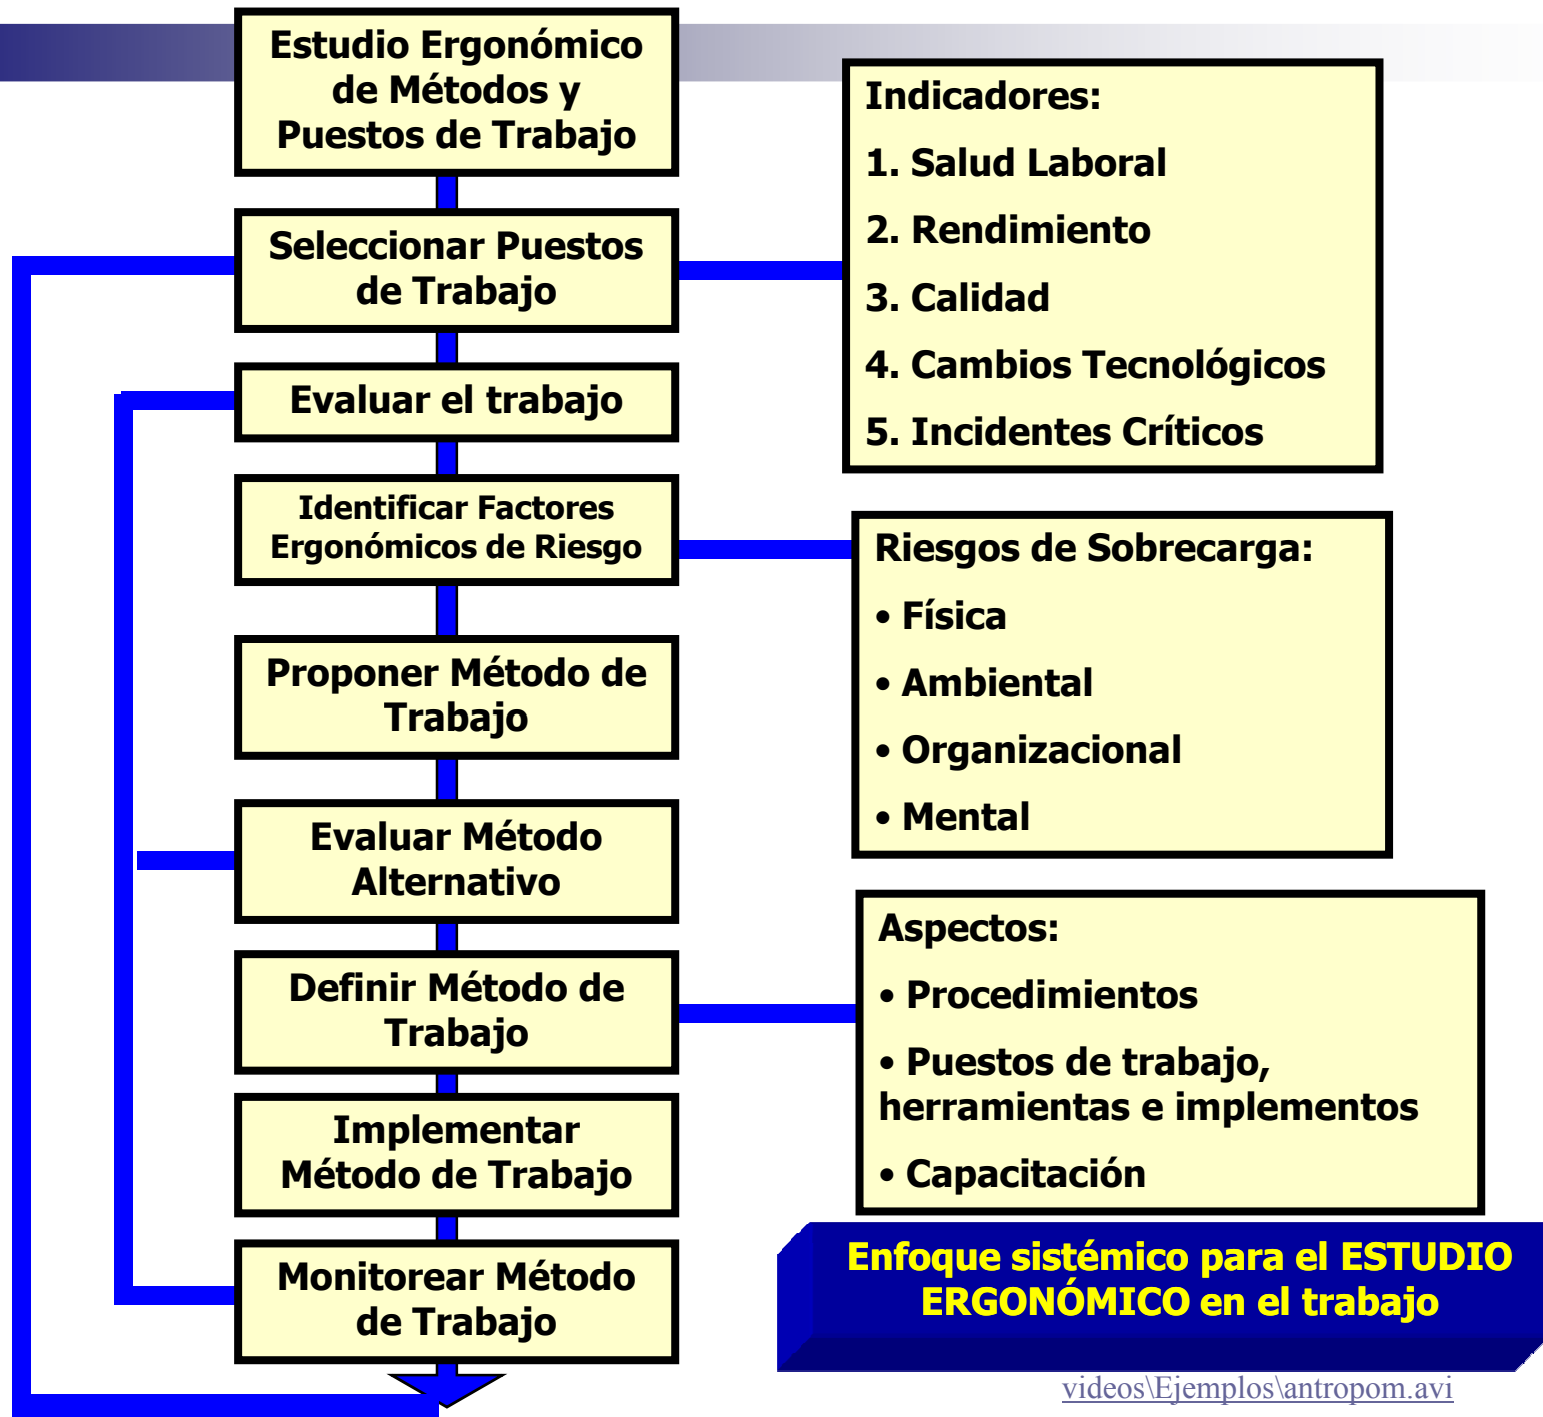 Estudio Ergonómico
de Métodos y
Puestos de Trabajo
Seleccionar Puestos
de Trabajo
Evaluar el trabajo
Identificar Factores
Ergonómicos de Riesgo
Proponer Método de
Trabajo
Evaluar Método
Alternativo
Definir Método de
Trabajo
Implementar
Método de Trabajo
Monitorear Método
de Trabajo
Indicadores:
1. Salud Laboral
2. Rendimiento
3. Calidad
4. Cambios Tecnológicos
5. Incidentes Críticos
Riesgos de Sobrecarga:
• Física
• Ambiental
• Organizacional
• Mental
Aspectos:
• Procedimientos
• Puestos de trabajo,
herramientas e implementos
• Capacitación
Enfoque sistémico para el ESTUDIO
ERGONÓMICO en el trabajo
videos\Ejemplos\antropom.avi